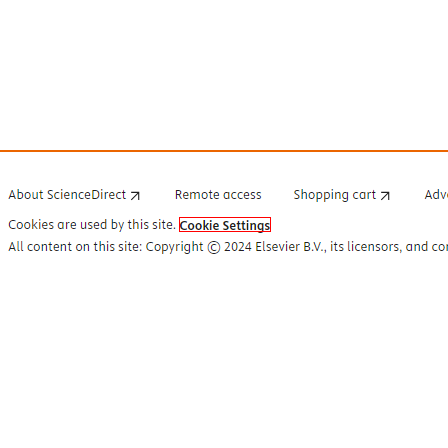 About ScienceDirect Remote access Shopping cart Adv
Cookies are used by this site. Cookie Settings
All content on this site: Copyright © 2024 Elsevier B.V., its licensors, and co